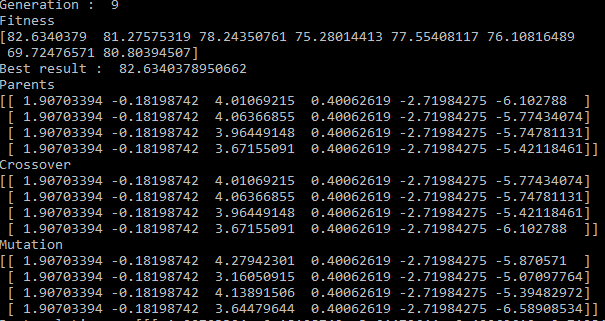 Generation :  9
Fitness
[82.6340379  81.27575319 78.24350761 75.28014413 77.55408117 76.10816489
 69.72476571 80.80394507]
Best result :  82.6340378950662
Parents
[[ 1.90703394 -0.18198742  4.01069215  0.40062619 -2.71984275 -6.102788  ]
 [ 1.90703394 -0.18198742  4.06366855  0.40062619 -2.71984275 -5.77434074]
 [ 1.90703394 -0.18198742  3.96449148  0.40062619 -2.71984275 -5.74781131]
 [ 1.90703394 -0.18198742  3.67155091  0.40062619 -2.71984275 -5.42118461]]
Crossover
[[ 1.90703394 -0.18198742  4.01069215  0.40062619 -2.71984275 -5.77434074]
 [ 1.90703394 -0.18198742  4.06366855  0.40062619 -2.71984275 -5.74781131]
 [ 1.90703394 -0.18198742  3.96449148  0.40062619 -2.71984275 -5.42118461]
 [ 1.90703394 -0.18198742  3.67155091  0.40062619 -2.71984275 -6.102788  ]]
Mutation
[[ 1.90703394 -0.18198742  4.27942301  0.40062619 -2.71984275 -5.870571  ]
 [ 1.90703394 -0.18198742  3.16050915  0.40062619 -2.71984275 -5.07097764]
 [ 1.90703394 -0.18198742  4.13891506  0.40062619 -2.71984275 -5.39482972]
 [ 1.90703394 -0.18198742  3.64479644  0.40062619 -2.71984275 -6.58908534]]